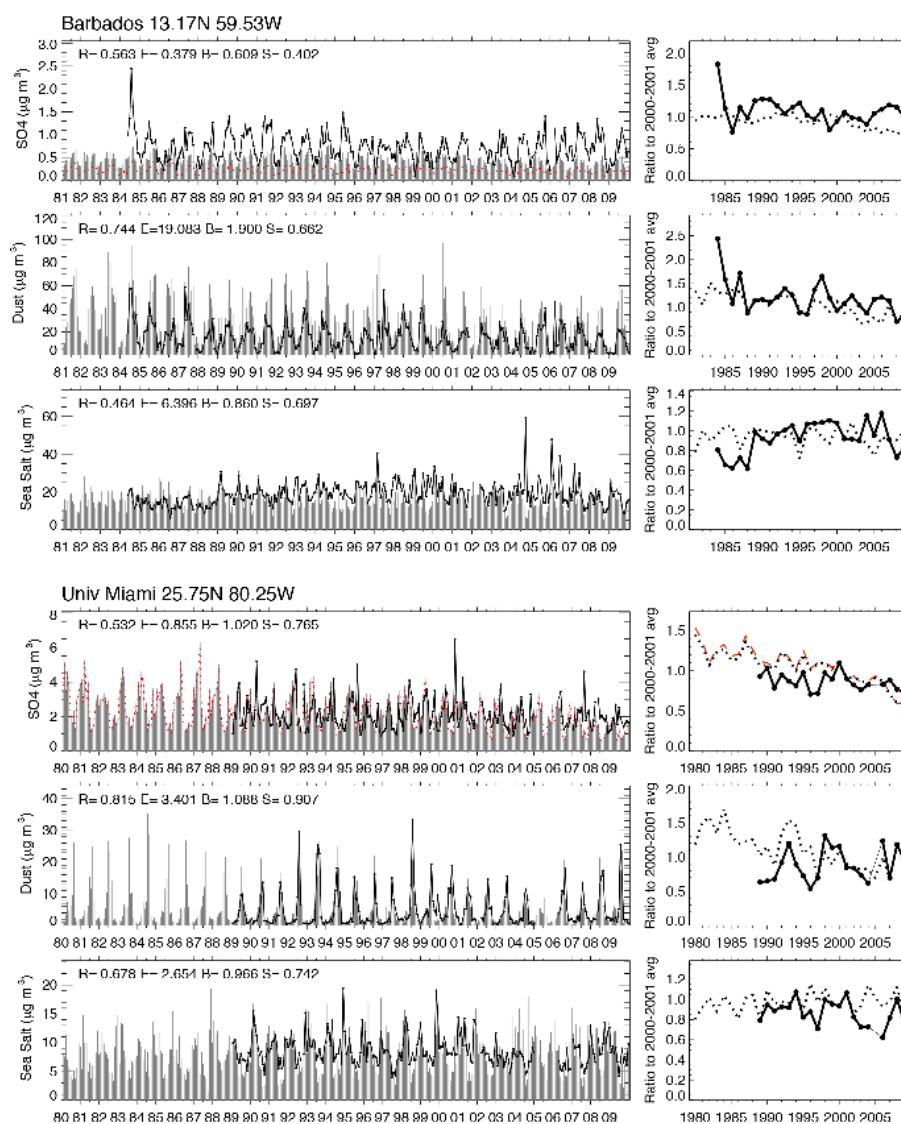 Barbados 13.17N 59.53W
R= 0.563 E= 0.379 B= 0.609 S= 0.402
SO4 (μg m³)
3.0
2.5
2.0
1.5
1.0
0.5
0.0
81 82 83 84 85 86 87 88 89 90 91 92 93 94 95 96 97 98 99 00 01 02 03 04 05 06 07 08 09
Ratio to 2000-2001 avg
2.0
1.5
1.0
0.5
0.0
1985 1990 1995 2000 2005
R= 0.744 E=19.083 B= 1.900 S= 0.662
Dust (μg m³)
120
100
80
60
40
20
0
81 82 83 84 85 86 87 88 89 90 91 92 93 94 95 96 97 98 99 00 01 02 03 04 05 06 07 08 09
Ratio to 2000-2001 avg
2.5
2.0
1.5
1.0
0.5
0.0
1985 1990 1995 2000 2005
R= 0.464 E= 6.396 B= 0.860 S= 0.697
Sea Salt (μg m³)
60
40
20
0
81 82 83 84 85 86 87 88 89 90 91 92 93 94 95 96 97 98 99 00 01 02 03 04 05 06 07 08 09
Ratio to 2000-2001 avg
1.4
1.2
1.0
0.8
0.6
0.4
0.2
0.0
1985 1990 1995 2000 2005
Univ Miami 25.75N 80.25W
R= 0.532 E= 0.855 B= 1.020 S= 0.765
SO4 (μg m³)
8
6
4
2
0
80 81 82 83 84 85 86 87 88 89 90 91 92 93 94 95 96 97 98 99 00 01 02 03 04 05 06 07 08 09
Ratio to 2000-2001 avg
1.5
1.0
0.5
0.0
1980 1985 1990 1995 2000 2005
R= 0.815 E= 3.401 B= 1.088 S= 0.907
Dust (μg m³)
40
30
20
10
0
80 81 82 83 84 85 86 87 88 89 90 91 92 93 94 95 96 97 98 99 00 01 02 03 04 05 06 07 08 09
Ratio to 2000-2001 avg
2.0
1.5
1.0
0.5
0.0
1980 1985 1990 1995 2000 2005
R= 0.678 E= 2.654 B= 0.966 S= 0.742
Sea Salt (μg m³)
20
15
10
5
0
80 81 82 83 84 85 86 87 88 89 90 91 92 93 94 95 96 97 98 99 00 01 02 03 04 05 06 07 08 09
Ratio to 2000-2001 avg
1.2
1.0
0.8
0.6
0.4
0.2
0.0
1980 1985 1990 1995 2000 2005